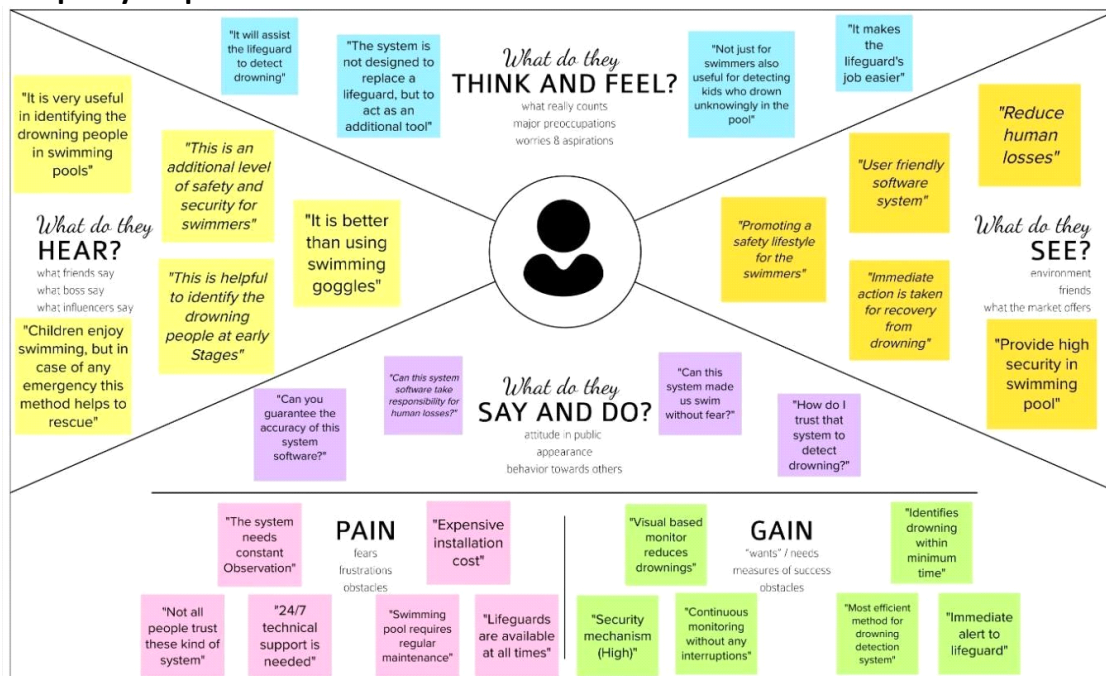 "It will assist
the lifeguard
to detect
drowning"
"The system is
not designed to
replace a
lifeguard, but to
act as an
additional tool"
What do they
THINK AND FEEL?
what really counts
major preoccupations
worries & aspirations
"Not just for
swimmers also
useful for detecting
kids who drown
unknowingly in the
pool"
"It makes
the
lifeguard's
job easier"
"It is very useful
in identifying the
drowning people
in swimming
pools"
"This is an
additional level
of safety and
security for
swimmers"
"It is better
than using
swimming
goggles"
What do they
HEAR?
what friends say
what boss say
what influencers say
"This is helpful
to identify the
drowning
people at early
Stages"
"Children enjoy
swimming, but in
case of any
emergency this
method helps to
rescue"
"Reduce
human
losses"
"User friendly
software
system"
"Promoting a
safety lifestyle
for the
swimmers"
What do they
SEE?
environment
friends
what the market offers
"Immediate
action is taken
for recovery
from
drowning"
"Provide high
security in
swimming
pool"
"Can you
guarantee the
accuracy of this
system
software?"
"Can this system
software take
responsibility for
human losses?"
What do they
SAY AND DO?
attitude in public
appearance
behavior towards others
"Can this
system made
us swim
without fear?"
"How do I
trust that
system to
detect
drowning?"
"The system
needs
constant
Observation"
PAIN
fears
frustrations
obstacles
"Expensive
installation
cost"
"Not all
people trust
these kind of
system"
"24/7
technical
support is
needed"
"Swimming
pool requires
regular
maintenance"
"Lifeguards
are available
at all times"
"Visual based
monitor
reduces
drownings"
GAIN
"wants" / needs
measures of success
obstacles
"Identifies
drowning
within
minimum
time"
"Security
mechanism
(High)"
"Continuous
monitoring
without any
interruptions"
"Most efficient
method for
drowning
detection
system"
"Immediate
alert to
lifeguard"